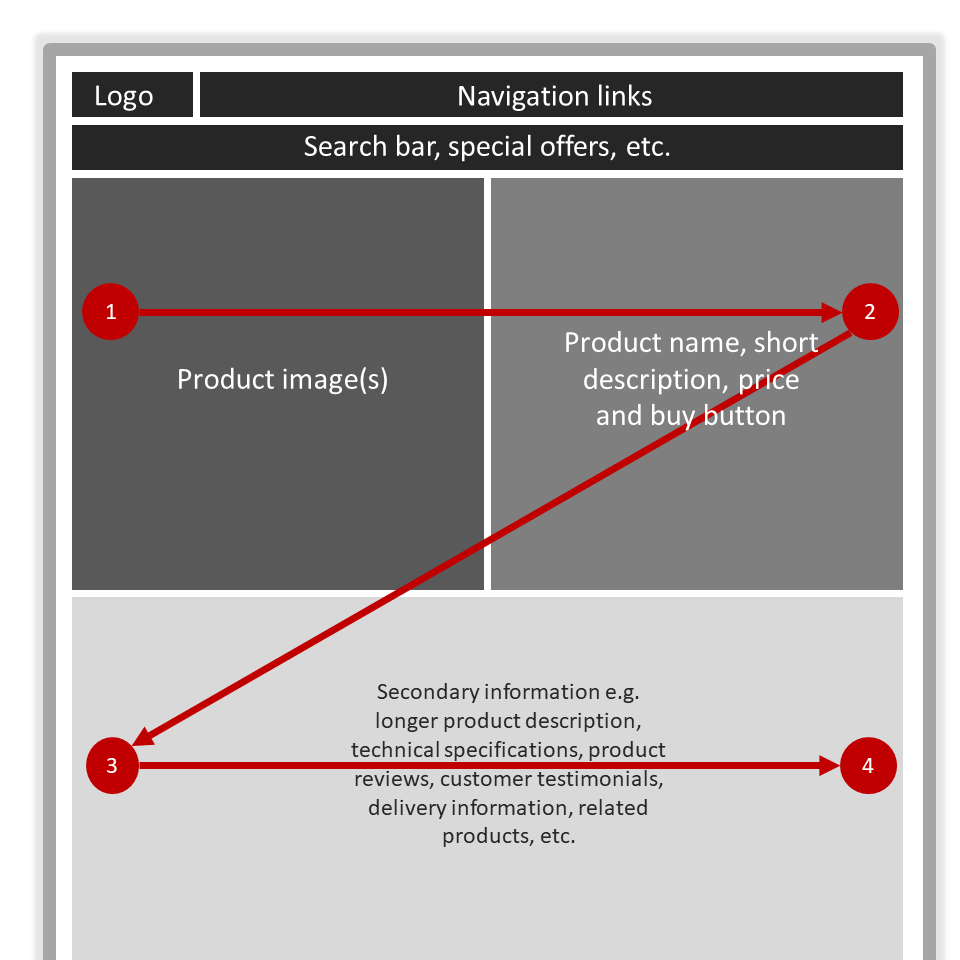 Logo
Navigation links
Search bar, special offers, etc.
1
2
Product name, short
description, price
and buy button
Product image(s)
Secondary information e.g.
longer product description,
technical specifications, product
reviews, customer testimonials,
delivery information, related
products, etc.
3
4